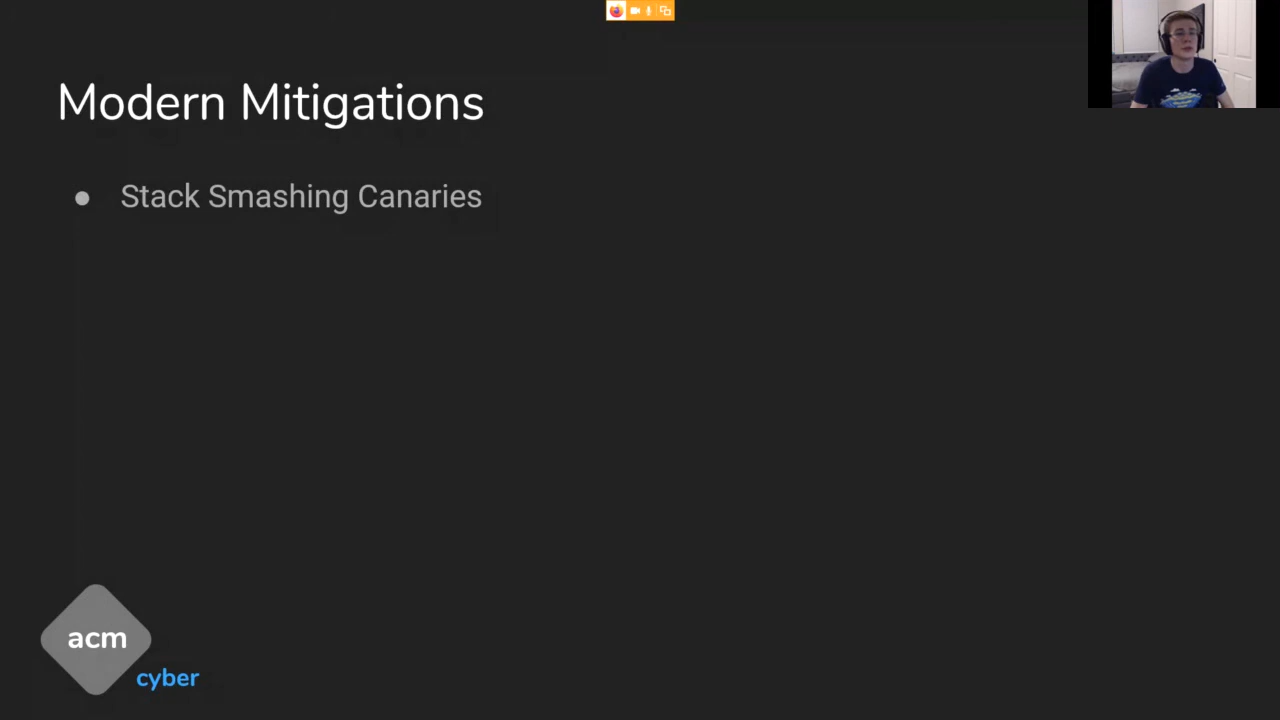 Modern Mitigations
● Stack Smashing Canaries
acm
cyber